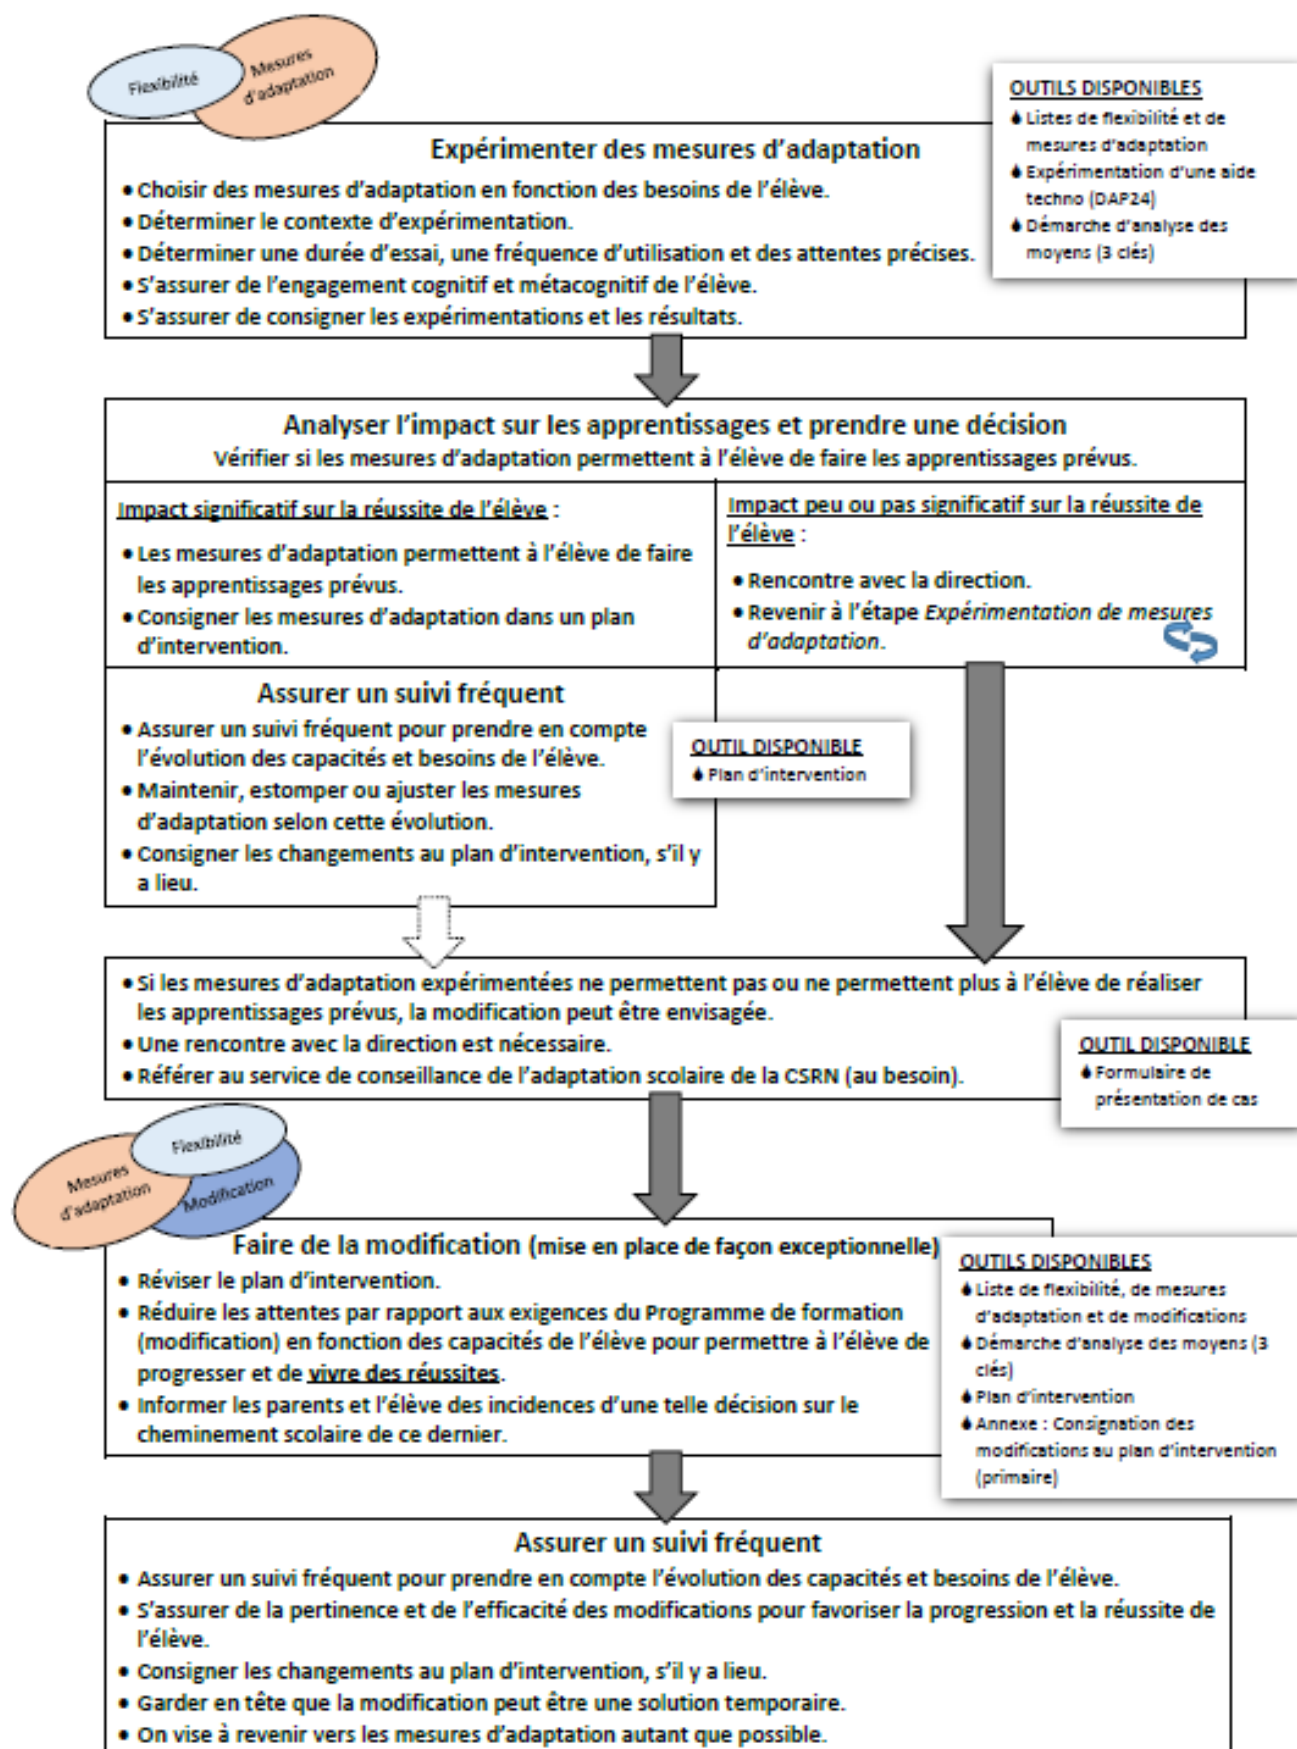 Flexibilité
Mesures
d'adaptation
OUTILS DISPONIBLES
Listes de flexibilité et de
mesures d'adaptation
Expérimentation d'une aide
techno (DAP24)
Démarche d'analyse des
moyens (3 clés)
Expérimenter des mesures d'adaptation
• Choisir des mesures d'adaptation en fonction des besoins de l'élève.
• Déterminer le contexte d'expérimentation.
• Déterminer une durée d'essai, une fréquence d'utilisation et des attentes précises.
• S'assurer de l'engagement cognitif et métacognitif de l'élève.
• S'assurer de consigner les expérimentations et les résultats.
Analyser l'impact sur les apprentissages et prendre une décision
Vérifier si les mesures d'adaptation permettent à l'élève de faire les apprentissages prévus.
Impact significatif sur la réussite de l'élève :
• Les mesures d'adaptation permettent à l'élève de faire
les apprentissages prévus.
• Consigner les mesures d'adaptation dans un plan
d'intervention.
Impact peu ou pas significatif sur la réussite de
l'élève :
• Rencontre avec la direction.
• Revenir à l'étape Expérimentation de mesures
d'adaptation.
Assurer un suivi fréquent
• Assurer un suivi fréquent pour prendre en compte
l'évolution des capacités et besoins de l'élève.
• Maintenir, estomper ou ajuster les mesures
d'adaptation selon cette évolution.
• Consigner les changements au plan d'intervention, s'il y
a lieu.
OUTIL DISPONIBLE
Plan d'intervention
• Si les mesures d'adaptation expérimentées ne permettent pas ou ne permettent plus à l'élève de réaliser
les apprentissages prévus, la modification peut être envisagée.
• Une rencontre avec la direction est nécessaire.
• Référer au service de conseillance de l'adaptation scolaire de la CSRN (au besoin).
OUTIL DISPONIBLE
Formulaire de
présentation de cas
Flexibilité
Mesures
d'adaptation
Modification
Faire de la modification (mise en place de façon exceptionnelle)
• Réviser le plan d'intervention.
• Réduire les attentes par rapport aux exigences du Programme de formation
(modification) en fonction des capacités de l'élève pour permettre à l'élève de
progresser et de vivre des réussites.
• Informer les parents et l'élève des incidences d'une telle décision sur le
cheminement scolaire de ce dernier.
OUTILS DISPONIBLES
Liste de flexibilité, de mesures
d'adaptation et de modifications
Démarche d'analyse des moyens (3
clés)
Plan d'intervention
Annexe : Consignation des
modifications au plan d'intervention
(primaire)
Assurer un suivi fréquent
• Assurer un suivi fréquent pour prendre en compte l'évolution des capacités et besoins de l'élève.
• S'assurer de la pertinence et de l'efficacité des modifications pour favoriser la progression et la réussite de
l'élève.
• Consigner les changements au plan d'intervention, s'il y a lieu.
• Garder en tête que la modification peut être une solution temporaire.
• On vise à revenir vers les mesures d'adaptation autant que possible.